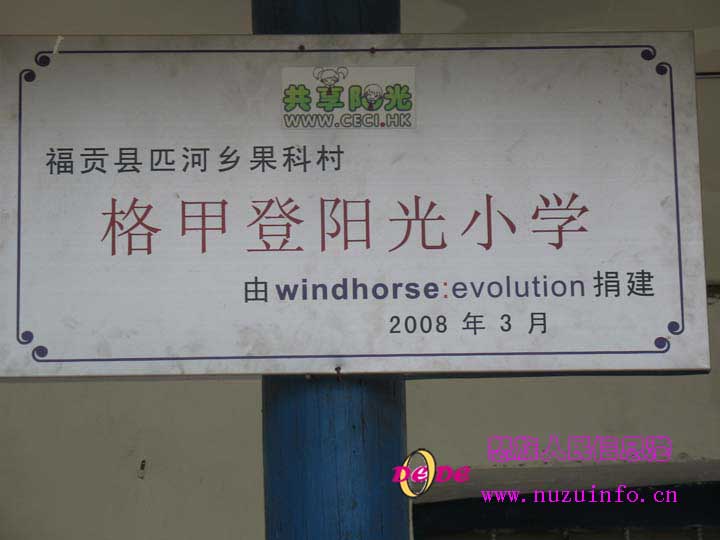 共享阳光
WWW.CECI.HK
福贡县匹河乡果科村
格甲登阳光小学
由windhorse:evolution捐建
2008 年 3 月
DEDE
www.nuzuinfo.cn